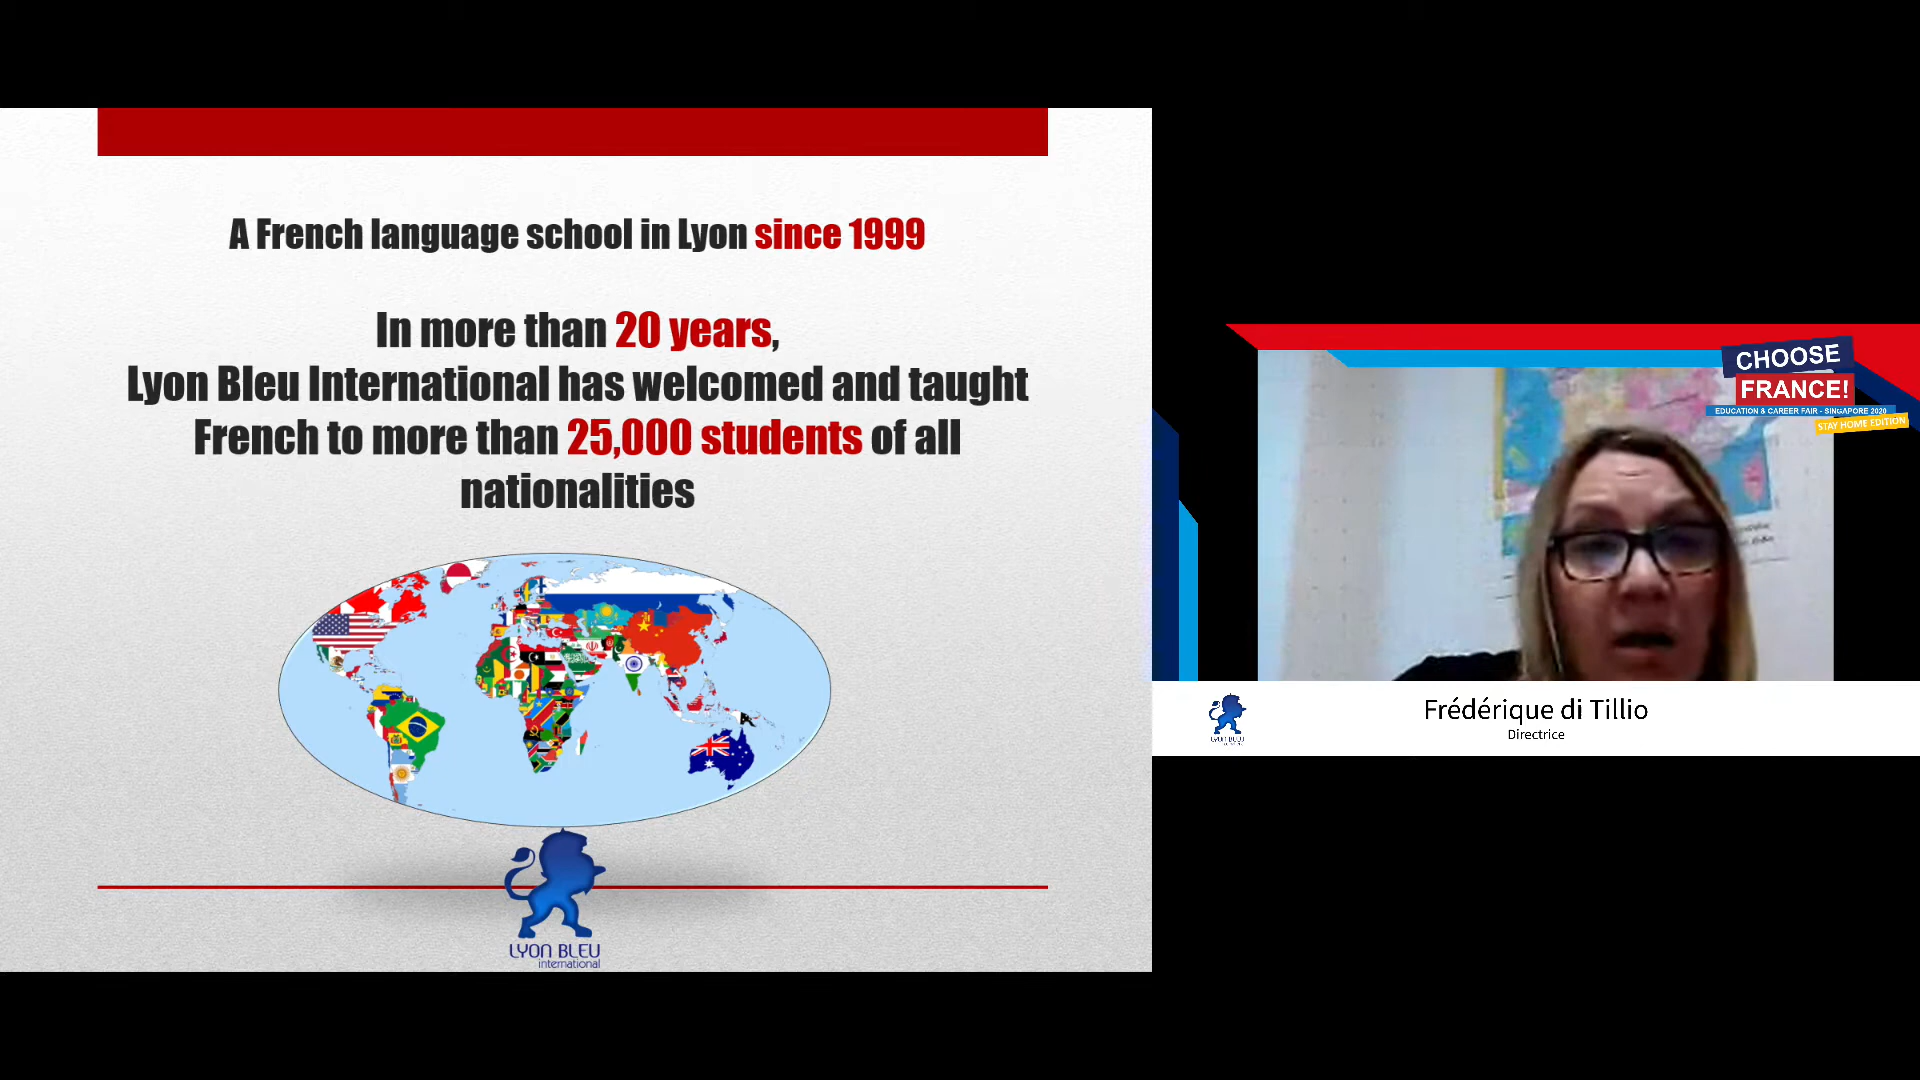 A French language school in Lyon since 1999
In more than 20 years,
Lyon Bleu International has welcomed and taught
French to more than 25,000 students of all
nationalities
LYON BLEU
international
CHOOSE
FRANCE!
EDUCATION & CAREER FAIR - SINGAPORE 2020
STAY HOME EDITION
LYON BLEU
Frédérique di Tillio
Directrice